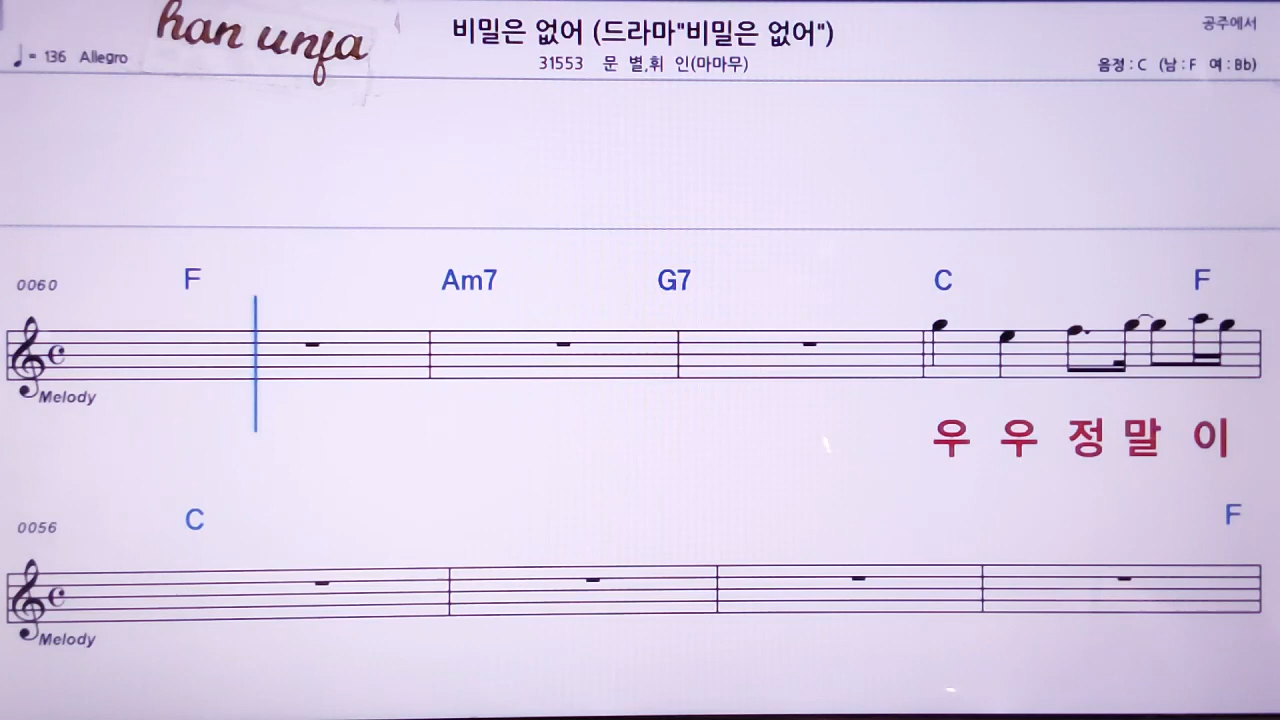 han unja
비밀은 없어 (드라마"비밀은 없어")
공주에서
♩= 136 Allegro
31553 문 별,휘 인(마마무)
음정 : C (남 : F 여 : Bb)
0060 F Am7 G7 C F
Melody
우 우 정 말 이
0056 C F
Melody